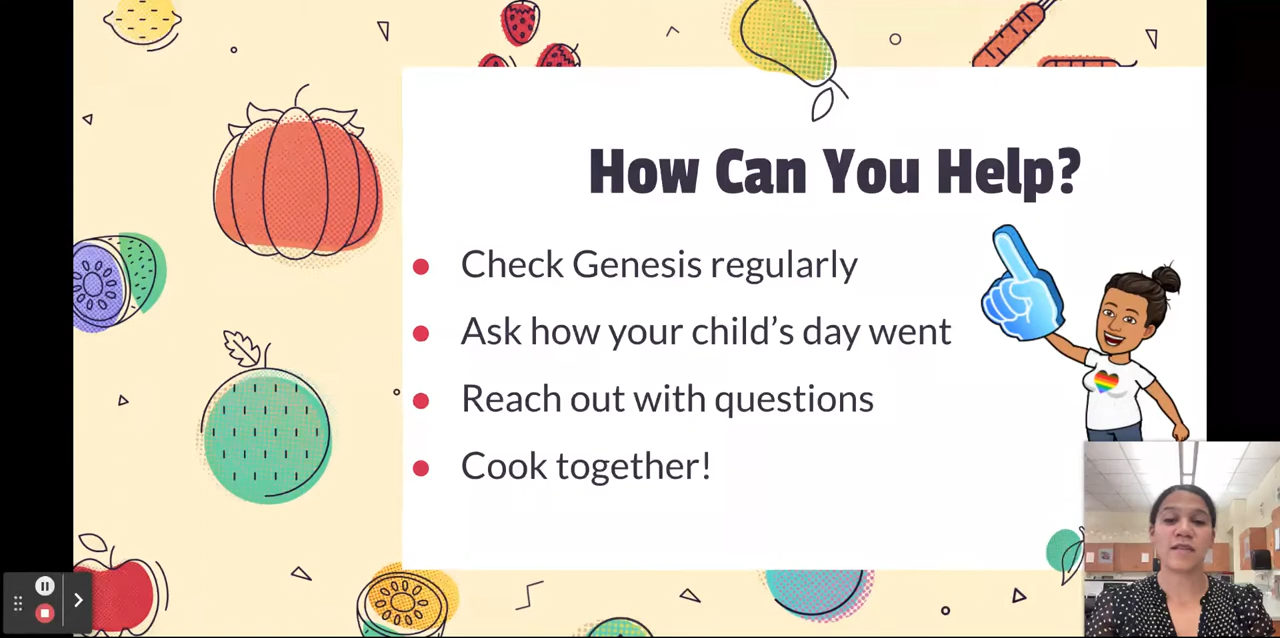 How Can You Help?
Check Genesis regularly
Ask how your child’s day went
Reach out with questions
Cook together!